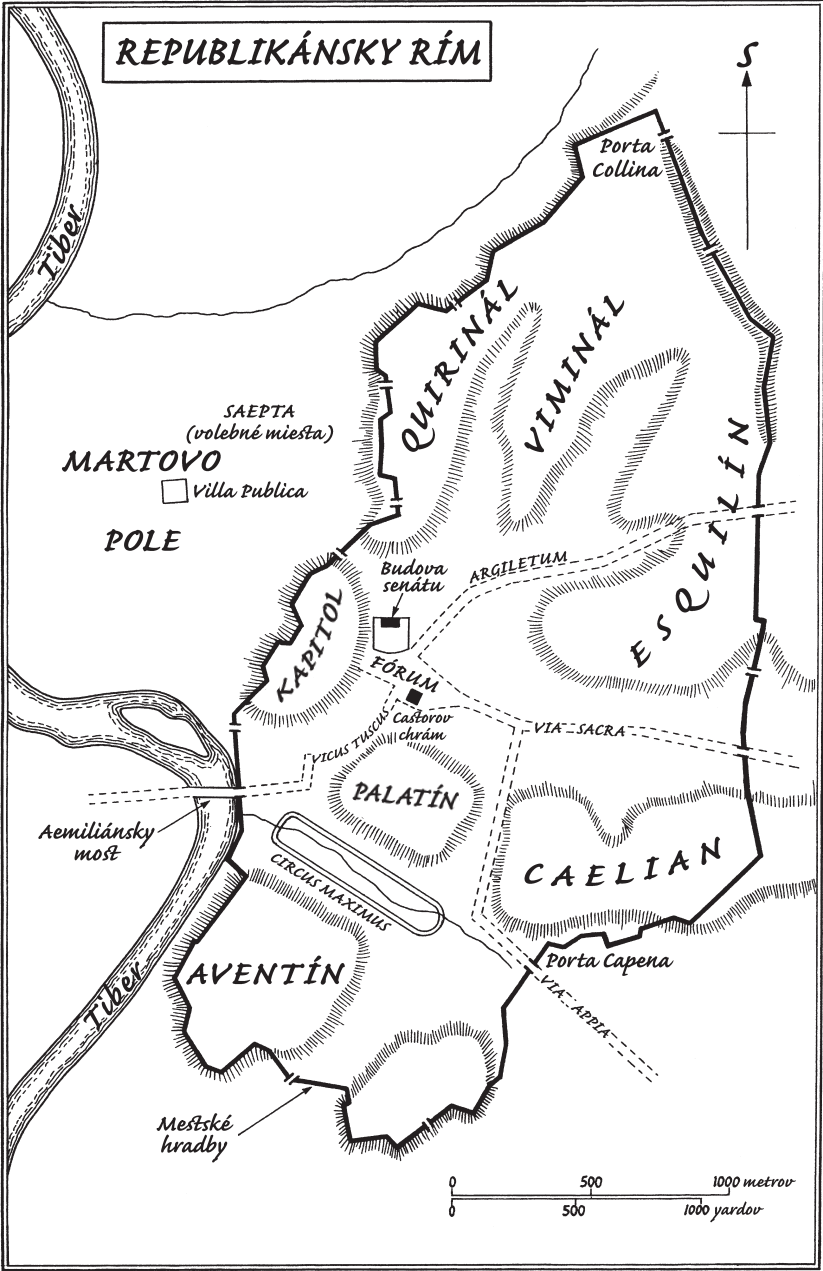 REPUBLIKÁNSKY RÍM
S
Porta
Collina
Tiber
QUIRINÁL
VIMINÁL
SAEPTA
(volebné miesta)
MARTOVO
Villa Publica
POLE
ESQUILÍN
ARGILETUM
Budova
senátu
KAPITOL
FÓRUM
Castorov
chrám
VICUS TUSCUS
VIA SACRA
PALATÍN
Aemiliánsky
most
CAELIAN
CIRCUS MAXIMUS
AVENTÍN
Porta Capena
Tiber
VIA APPIA
Mestské
hradby
0 500 1000 metrov
0 500 1000 yardov